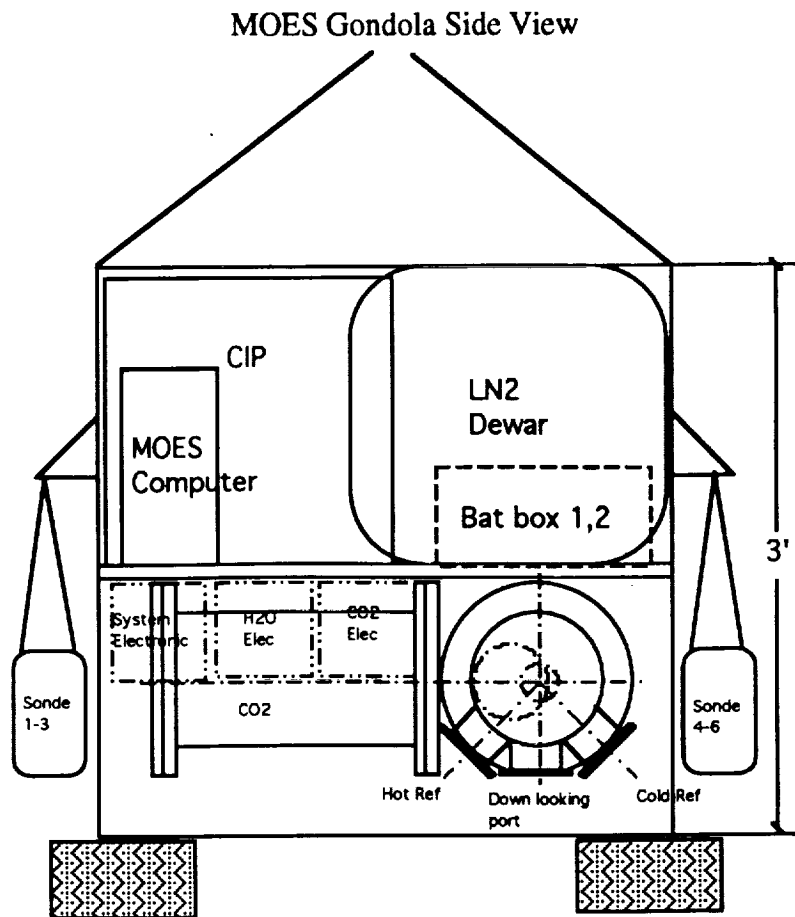 MOES Gondola Side View
CIP
MOES
Computer
LN2
Dewar
Bat box 1,2
3'
System
Electronic
H2O
Elec
CO2
Elec
CO2
Sonde
1-3
Sonde
4-6
Hot Ref
Down looking
port
Cold Ref